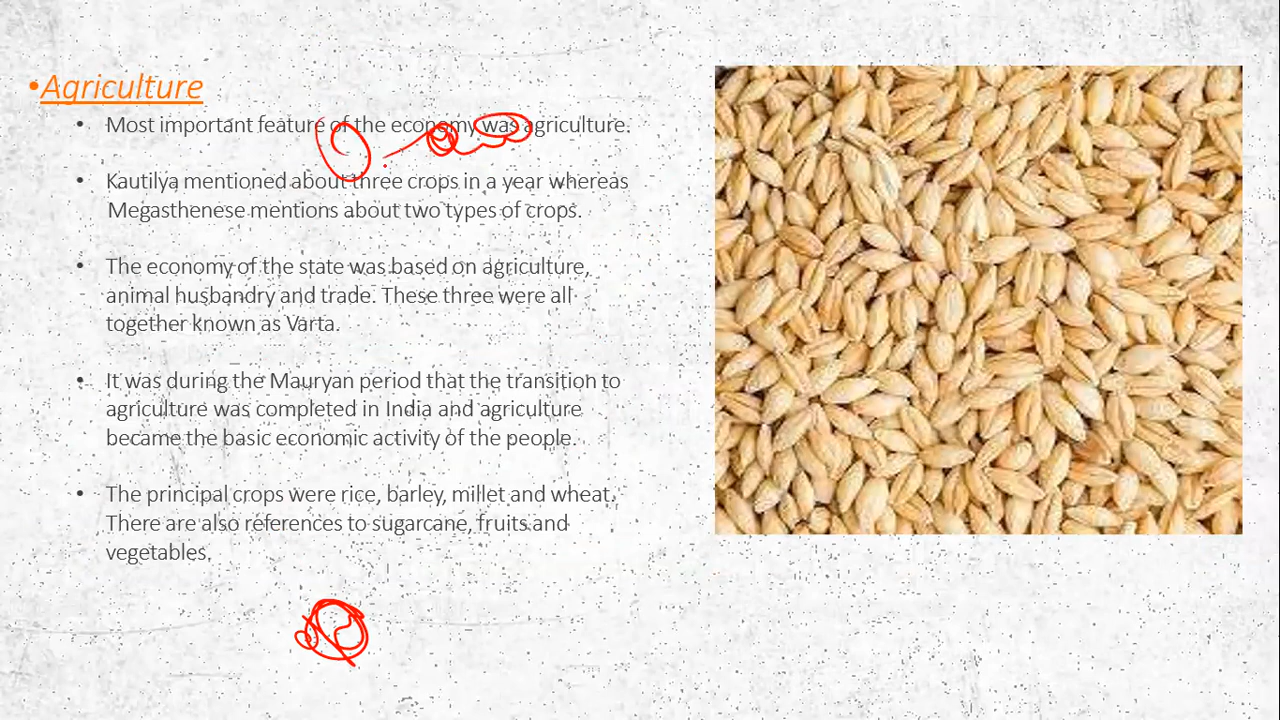 •Agriculture
• Most important feature of the economy was agriculture.
• Kautilya mentioned about three crops in a year whereas
Megasthenese mentions about two types of crops.
• The economy of the state was based on agriculture,
animal husbandry and trade. These three were all
together known as Varta.
• It was during the Mauryan period that the transition to
agriculture was completed in India and agriculture
became the basic economic activity of the people.
• The principal crops were rice, barley, millet and wheat.
There are also references to sugarcane, fruits and
vegetables.